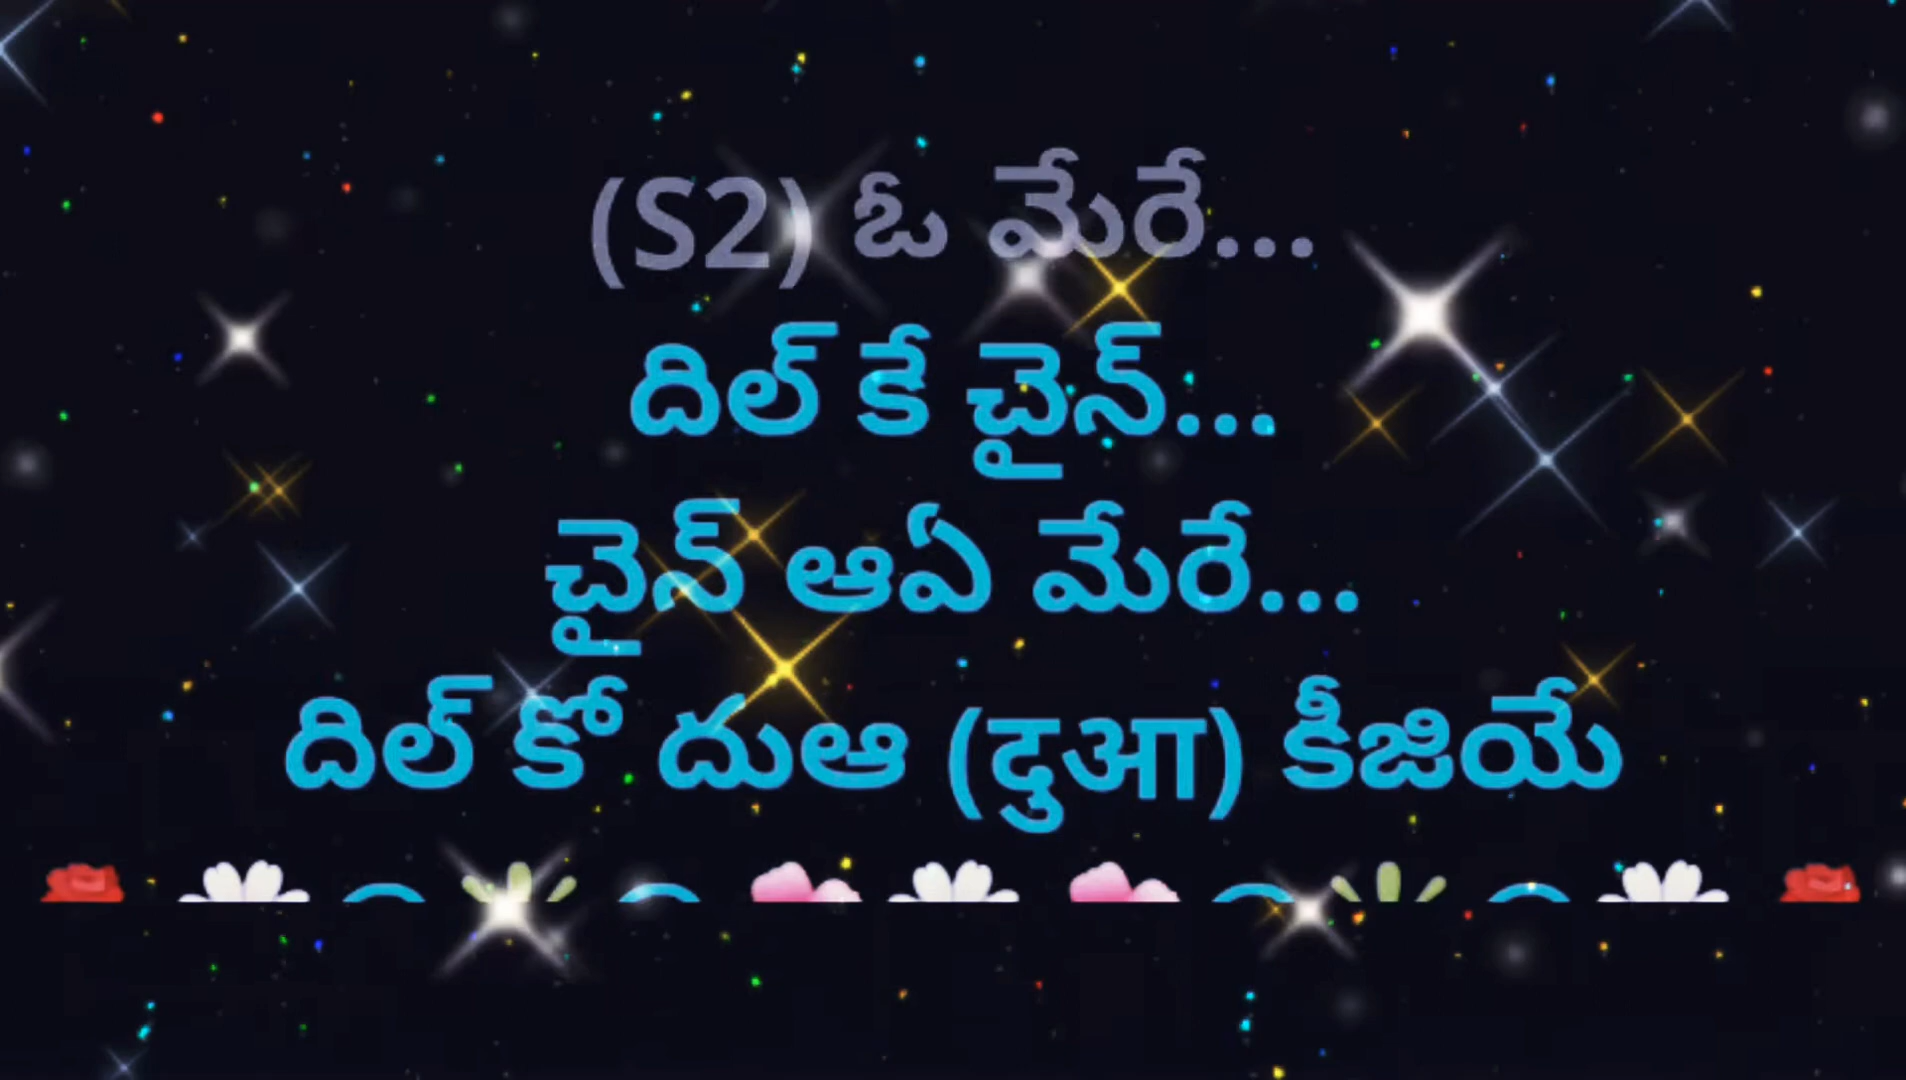 (S2) ఓ మేరే...
దిల్ కే చైన్...
చైన్ ఆఏ మేరే...
దిల్ కో దుఆ (दुआ) కీజియే